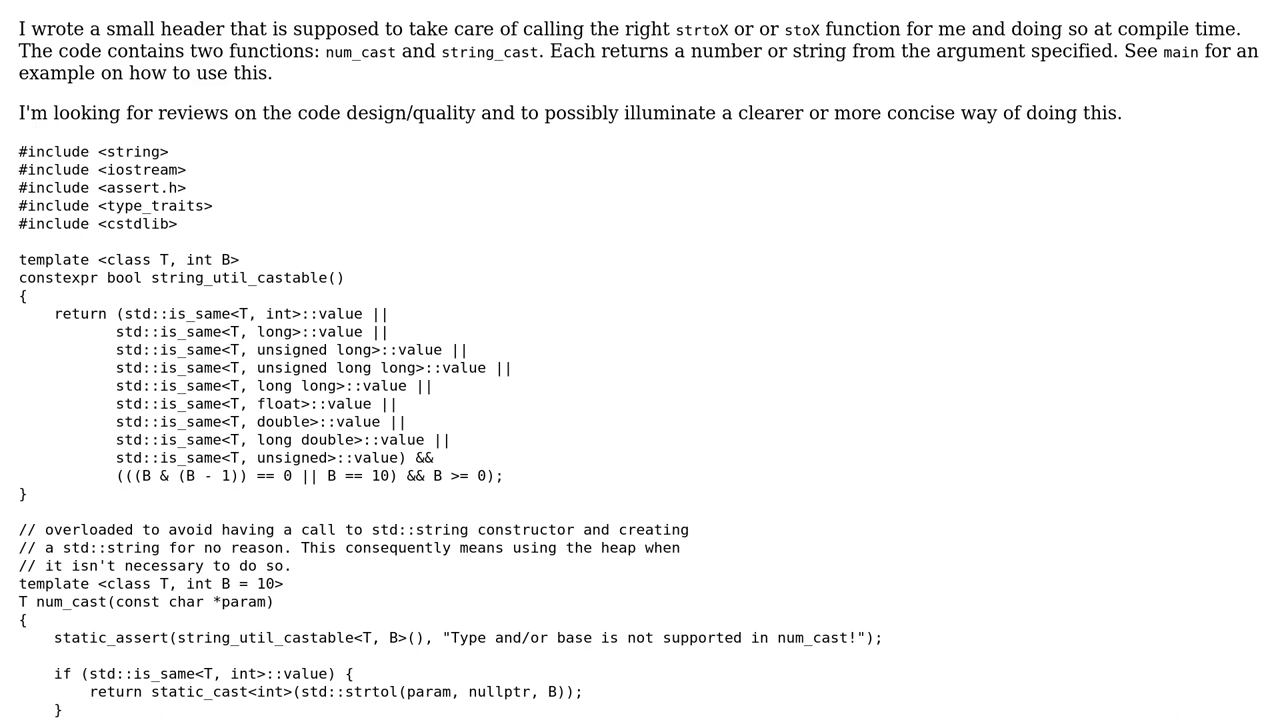 I wrote a small header that is supposed to take care of calling the right strtoX or or stoX function for me and doing so at compile time.
The code contains two functions: num_cast and string_cast. Each returns a number or string from the argument specified. See main for an
example on how to use this.
I'm looking for reviews on the code design/quality and to possibly illuminate a clearer or more concise way of doing this.
#include <string>
#include <iostream>
#include <assert.h>
#include <type_traits>
#include <cstdlib>
template <class T, int B>
constexpr bool string_util_castable()
{
    return (std::is_same<T, int>::value ||
           std::is_same<T, long>::value ||
           std::is_same<T, unsigned long>::value ||
           std::is_same<T, unsigned long long>::value ||
           std::is_same<T, long long>::value ||
           std::is_same<T, float>::value ||
           std::is_same<T, double>::value ||
           std::is_same<T, long double>::value ||
           std::is_same<T, unsigned>::value) &&
           (((B & (B - 1)) == 0 || B == 10) && B >= 0);
}
// overloaded to avoid having a call to std::string constructor and creating
// a std::string for no reason. This consequently means using the heap when
// it isn't necessary to do so.
template <class T, int B = 10>
T num_cast(const char *param)
{
    static_assert(string_util_castable<T, B>(), "Type and/or base is not supported in num_cast!");
    if (std::is_same<T, int>::value) {
        return static_cast<int>(std::strtol(param, nullptr, B));
    }